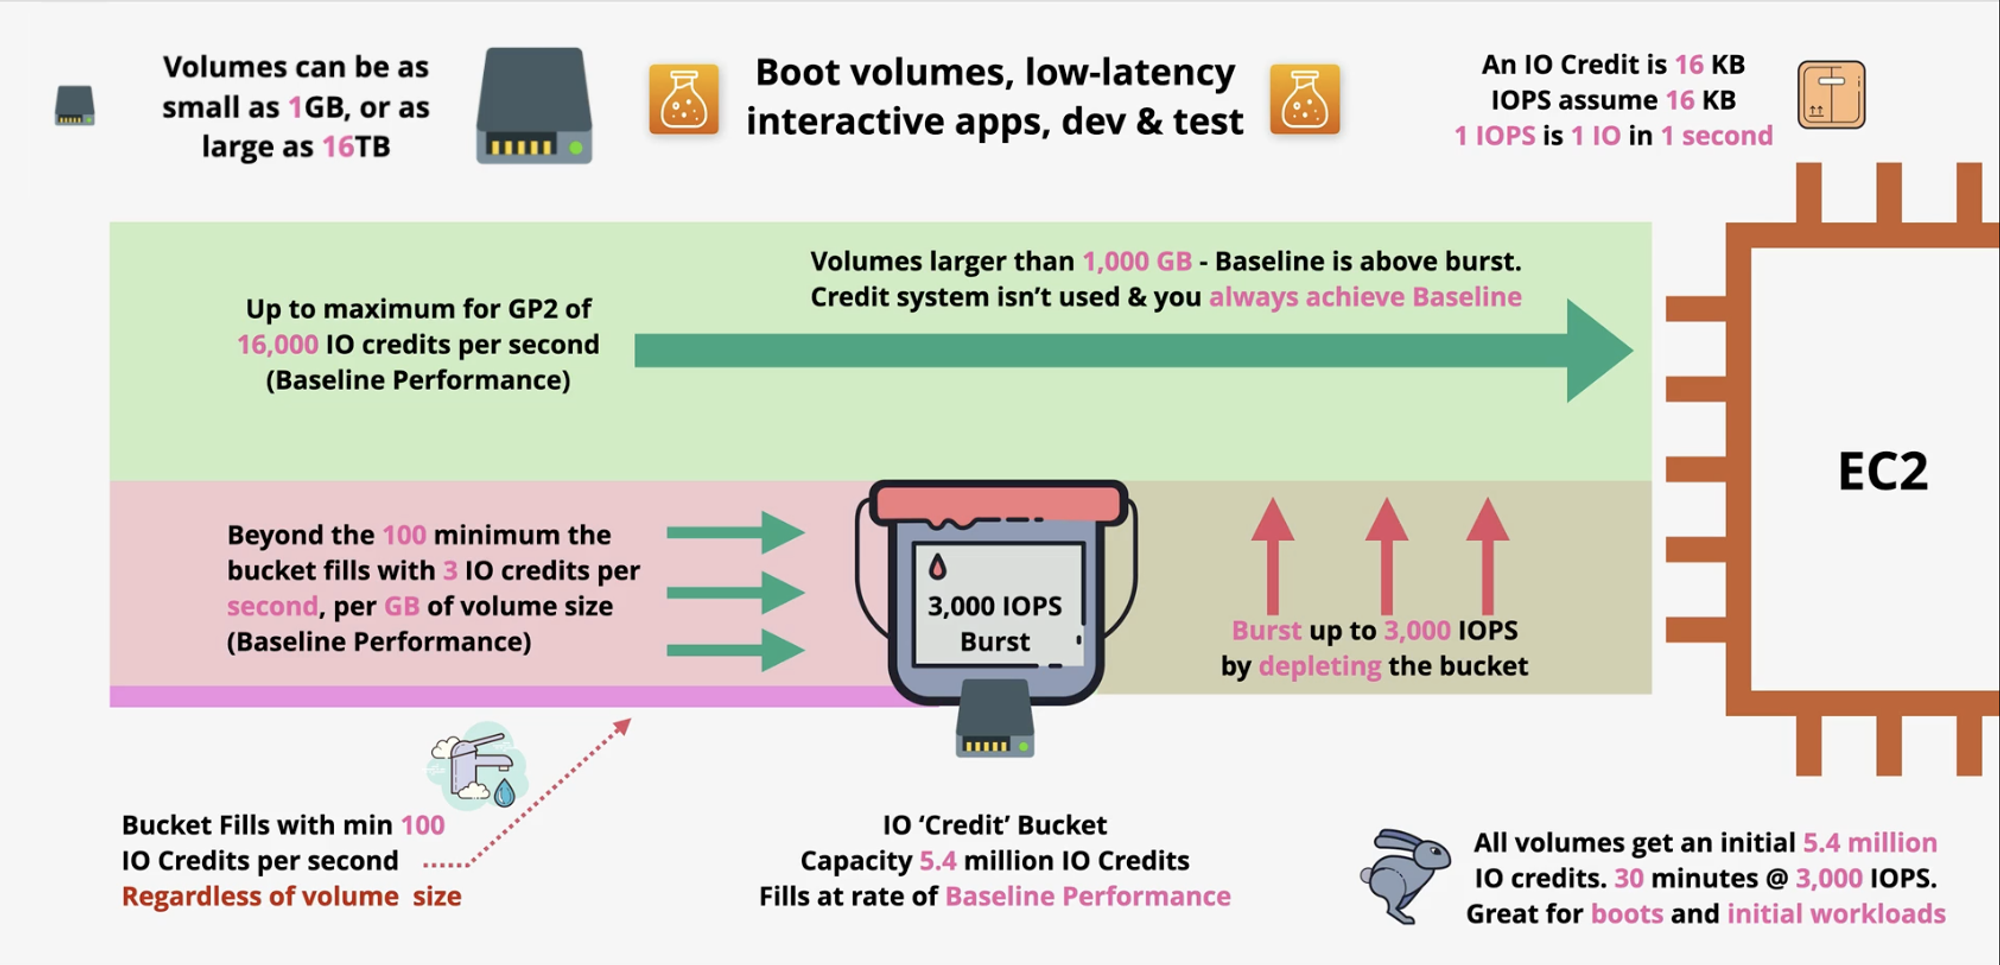 Volumes can be as
small as 1GB, or as
large as 16TB
Boot volumes, low-latency
interactive apps, dev & test
An IO Credit is 16 KB
IOPS assume 16 KB
1 IOPS is 1 IO in 1 second
Volumes larger than 1,000 GB - Baseline is above burst.
Credit system isn't used & you always achieve Baseline
Up to maximum for GP2 of
16,000 IO credits per second
(Baseline Performance)
EC2
Beyond the 100 minimum the
bucket fills with 3 IO credits per
second, per GB of volume size
(Baseline Performance)
3,000 IOPS
Burst
Burst up to 3,000 IOPS
by depleting the bucket
Bucket Fills with min 100
IO Credits per second
Regardless of volume size
IO ‘Credit’ Bucket
Capacity 5.4 million IO Credits
Fills at rate of Baseline Performance
All volumes get an initial 5.4 million
IO credits. 30 minutes @ 3,000 IOPS.
Great for boots and initial workloads